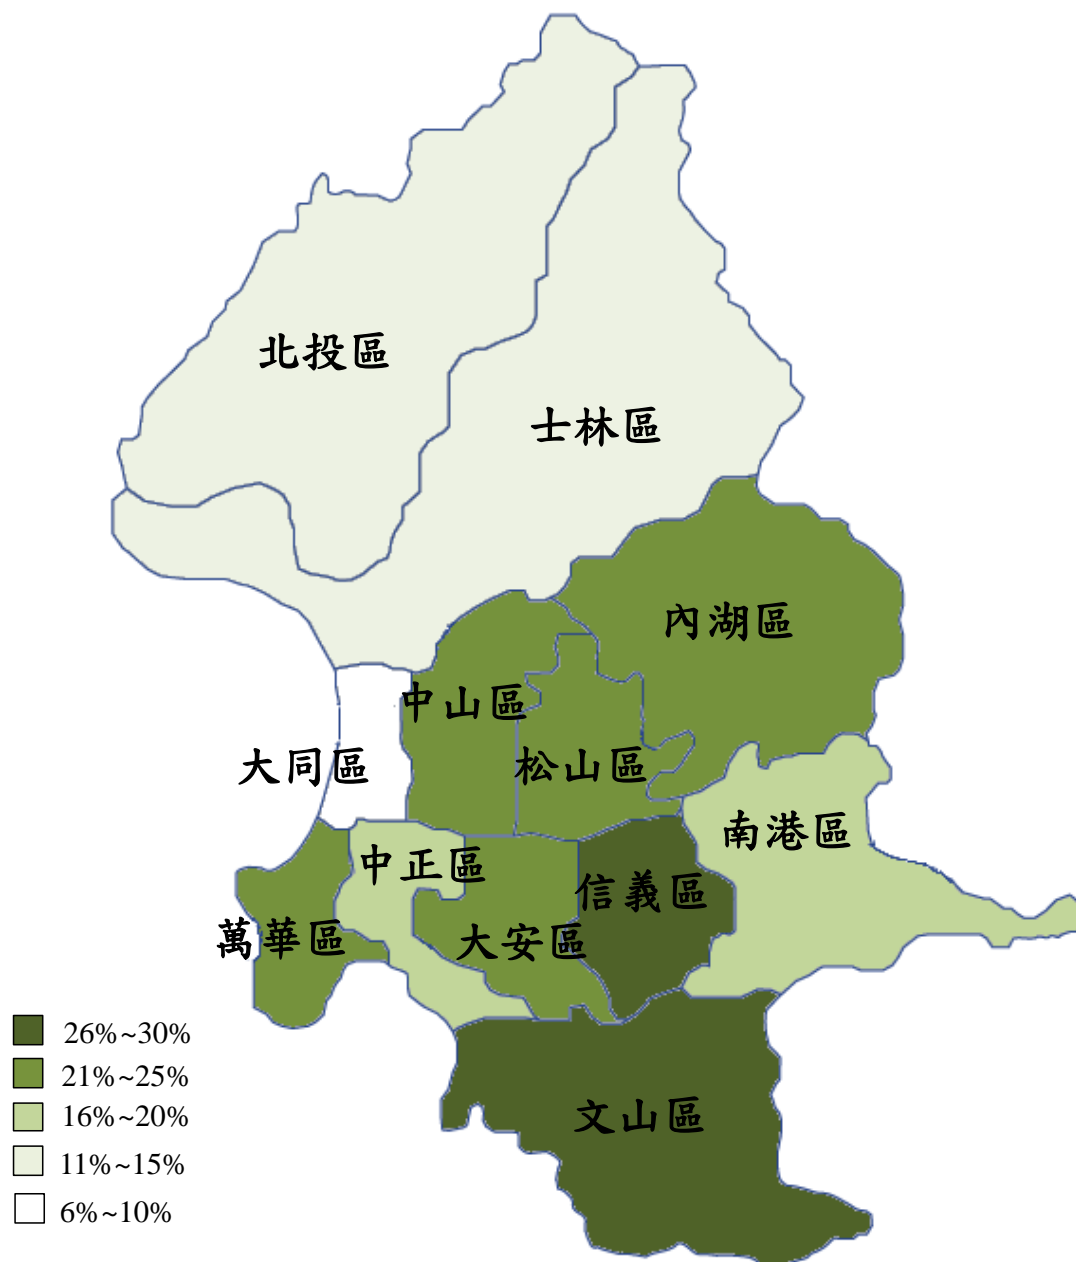 北投區
士林區
內湖區
中山區
松山區
大同區
南港區
中正區
信義區
萬華區
大安區
26%~30%
21%~25%
16%~20%
文山區
11%~15%
6%~10%